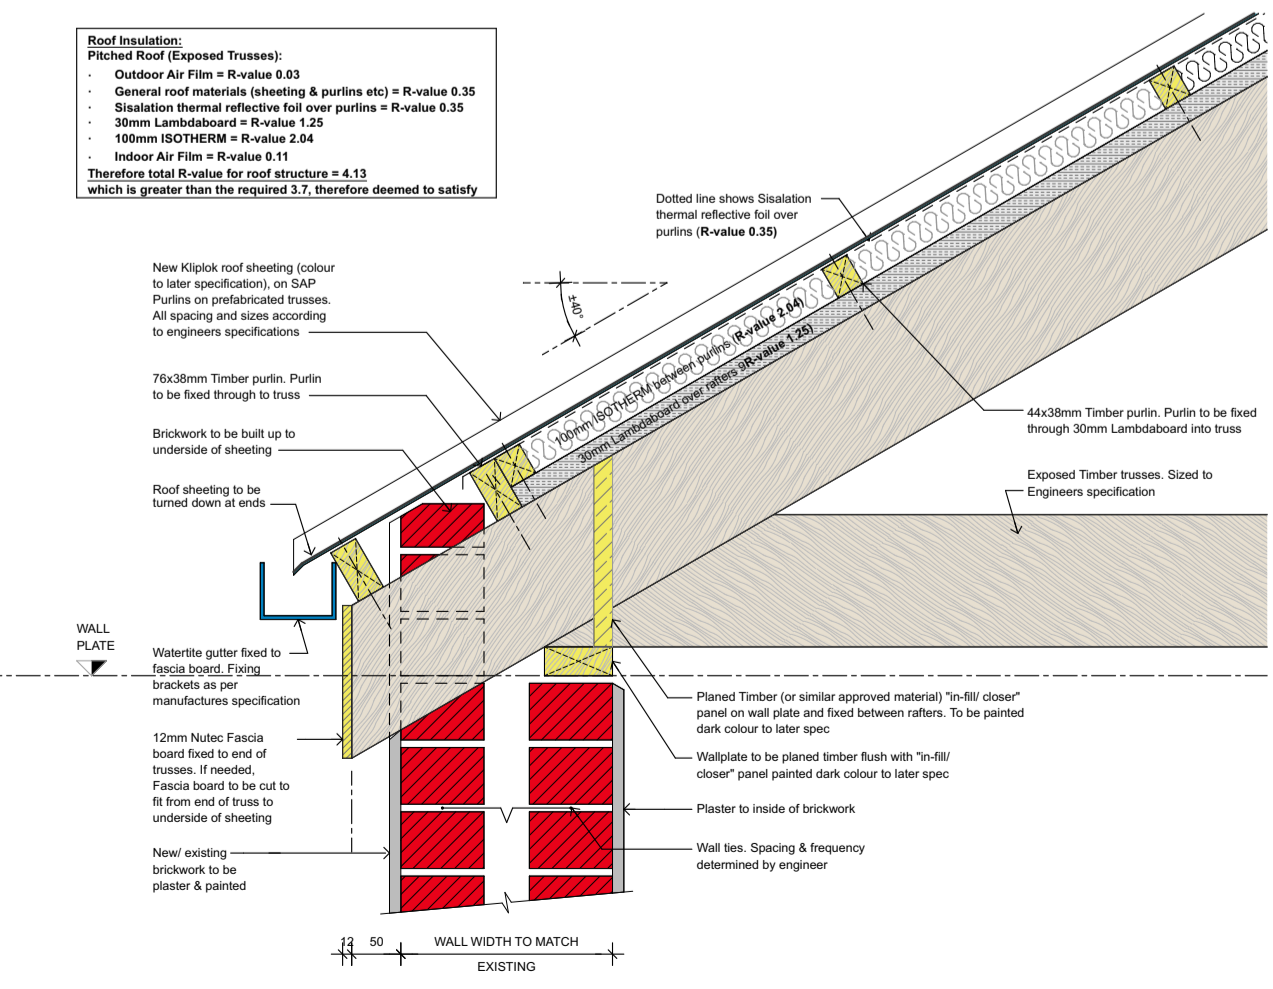 Roof Insulation:
Pitched Roof (Exposed Trusses):
· Outdoor Air Film = R-value 0.03
· General roof materials (sheeting & purlins etc) = R-value 0.35
· Sisalation thermal reflective foil over purlins = R-value 0.35
· 30mm Lambdaboard = R-value 1.25
· 100mm ISOTHERM = R-value 2.04
· Indoor Air Film = R-value 0.11
Therefore total R-value for roof structure = 4.13
which is greater than the required 3.7, therefore deemed to satisfy
Dotted line shows Sisalation
thermal reflective foil over
purlins (R-value 0.35)
New Kliplok roof sheeting (colour
to later specification), on SAP
Purlins on prefabricated trusses.
All spacing and sizes according
to engineers specifications
±40°
100mm ISOTHERM between purlins (R-value 2.04)
30mm Lambdaboard over rafters 9R-value 1.25)
76x38mm Timber purlin. Purlin
to be fixed through to truss
Brickwork to be built up to
underside of sheeting
Roof sheeting to be
turned down at ends
44x38mm Timber purlin. Purlin to be fixed
through 30mm Lambdaboard into truss
Exposed Timber trusses. Sized to
Engineers specification
WALL
PLATE
Watertite gutter fixed to
fascia board. Fixing
brackets as per
manufactures specification
12mm Nutec Fascia
board fixed to end of
trusses. If needed,
Fascia board to be cut to
fit from end of truss to
underside of sheeting
New/ existing
brickwork to be
plaster & painted
Planed Timber (or similar approved material) "in-fill/ closer"
panel on wall plate and fixed between rafters. To be painted
dark colour to later spec
Wallplate to be planed timber flush with "in-fill/
closer" panel painted dark colour to later spec
Plaster to inside of brickwork
Wall ties. Spacing & frequency
determined by engineer
12 50 WALL WIDTH TO MATCH
EXISTING